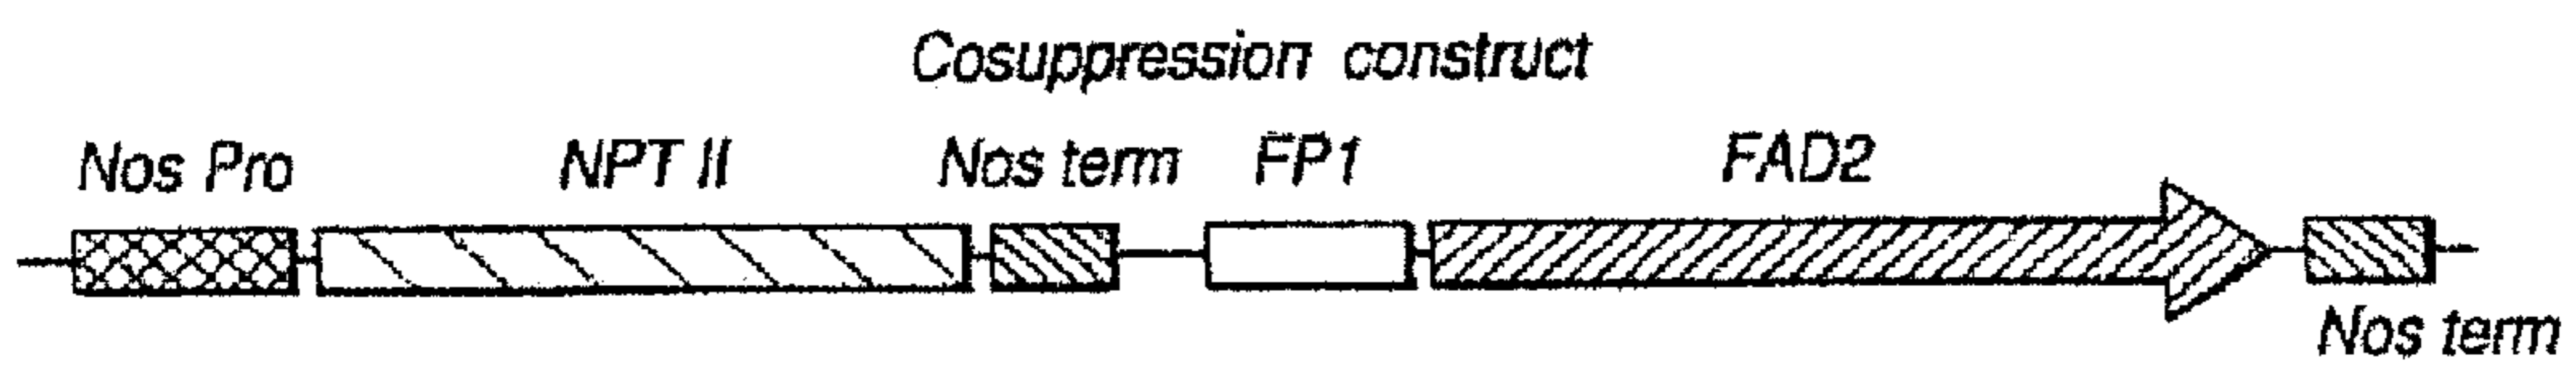 Cosuppression construct
Nos Pro NPT II Nos term FP1 FAD2
Nos term